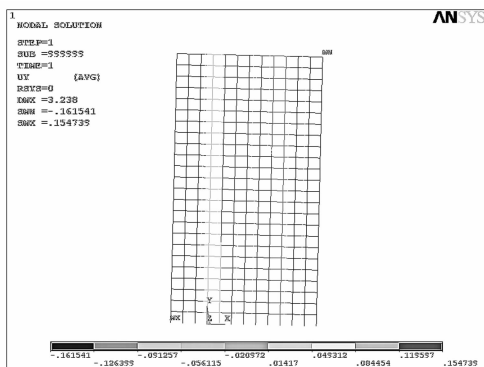 1
NODAL SOLUTION
ANSYS
STEP=1
SUB =999999
TIME=1
UY (AVG)
RSYS=0
DMX=3.238
SMN=-.161541
SMX=.154739
MN
Y
MX Z X
-.161541 -.091257 -.020972 .049312 .119597
-.126399 -.056115 .01417 .084454 .154739